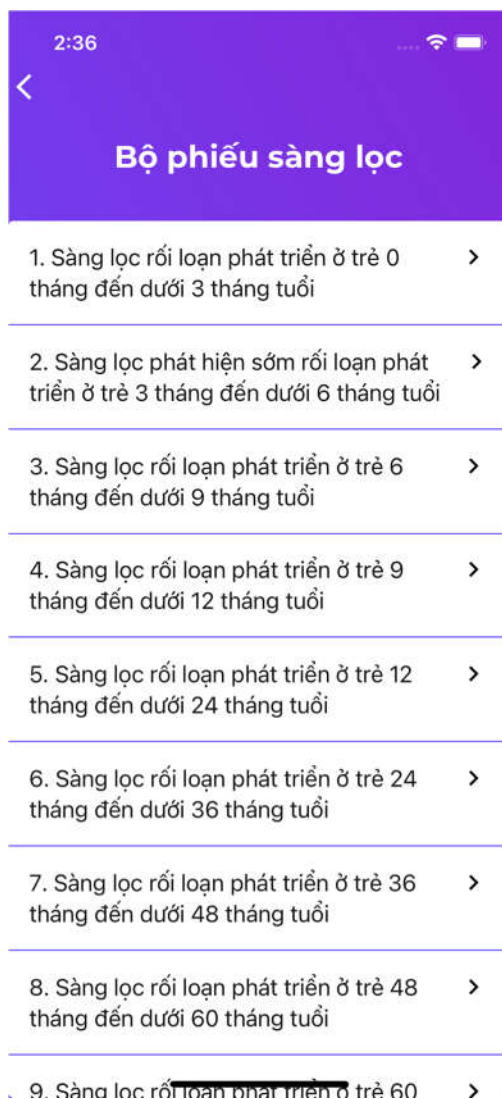 2:36
Bộ phiếu sàng lọc
1. Sàng lọc rối loạn phát triển ở trẻ 0
tháng đến dưới 3 tháng tuổi
2. Sàng lọc phát hiện sớm rối loạn phát
triển ở trẻ 3 tháng đến dưới 6 tháng tuổi
3. Sàng lọc rối loạn phát triển ở trẻ 6
tháng đến dưới 9 tháng tuổi
4. Sàng lọc rối loạn phát triển ở trẻ 9
tháng đến dưới 12 tháng tuổi
5. Sàng lọc rối loạn phát triển ở trẻ 12
tháng đến dưới 24 tháng tuổi
6. Sàng lọc rối loạn phát triển ở trẻ 24
tháng đến dưới 36 tháng tuổi
7. Sàng lọc rối loạn phát triển ở trẻ 36
tháng đến dưới 48 tháng tuổi
8. Sàng lọc rối loạn phát triển ở trẻ 48
tháng đến dưới 60 tháng tuổi
9. Sàng lọc rối loạn phát triển ở trẻ 60